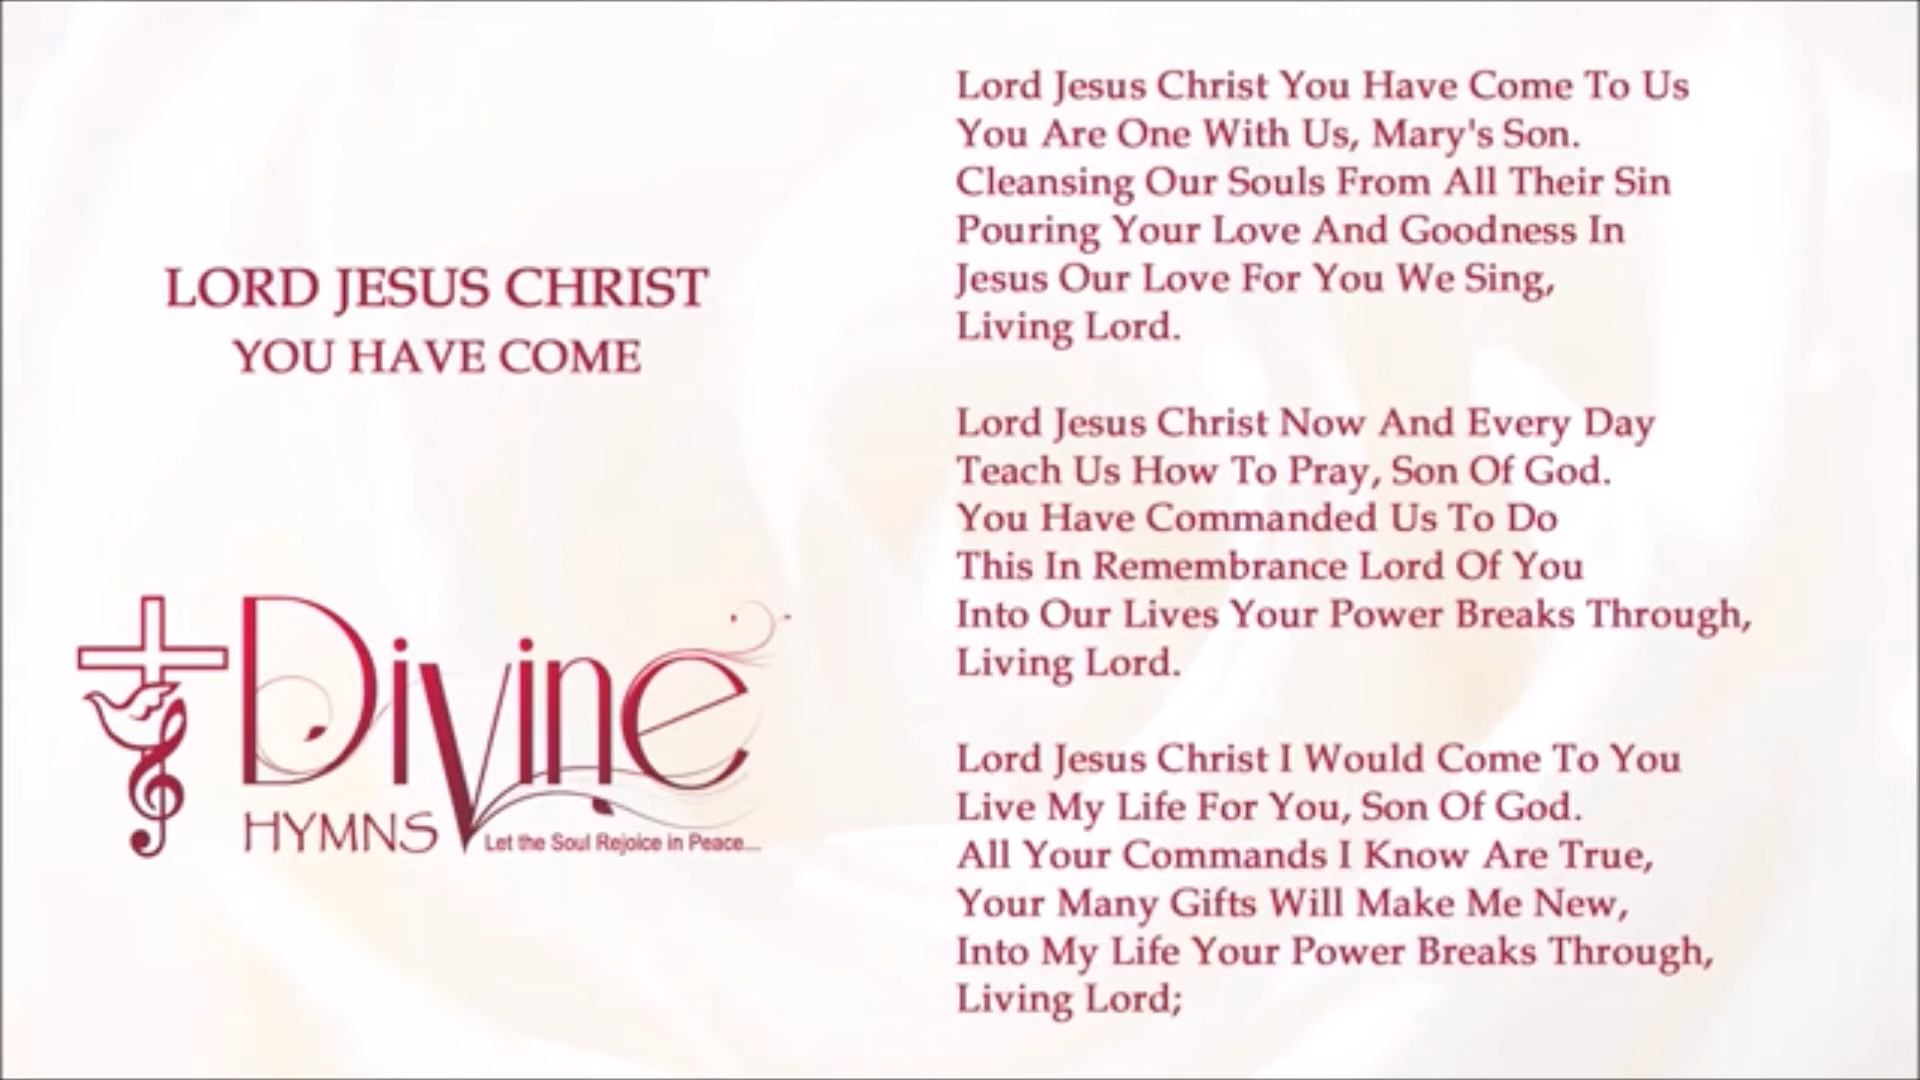 LORD JESUS CHRIST
YOU HAVE COME
Divine
HYMNS
Let the Soul Rejoice in Peace...
Lord Jesus Christ You Have Come To Us
You Are One With Us, Mary's Son.
Cleansing Our Souls From All Their Sin
Pouring Your Love And Goodness In
Jesus Our Love For You We Sing,
Living Lord.
Lord Jesus Christ Now And Every Day
Teach Us How To Pray, Son Of God.
You Have Commanded Us To Do
This In Remembrance Lord Of You
Into Our Lives Your Power Breaks Through,
Living Lord.
Lord Jesus Christ I Would Come To You
Live My Life For You, Son Of God.
All Your Commands I Know Are True,
Your Many Gifts Will Make Me New,
Into My Life Your Power Breaks Through,
Living Lord;